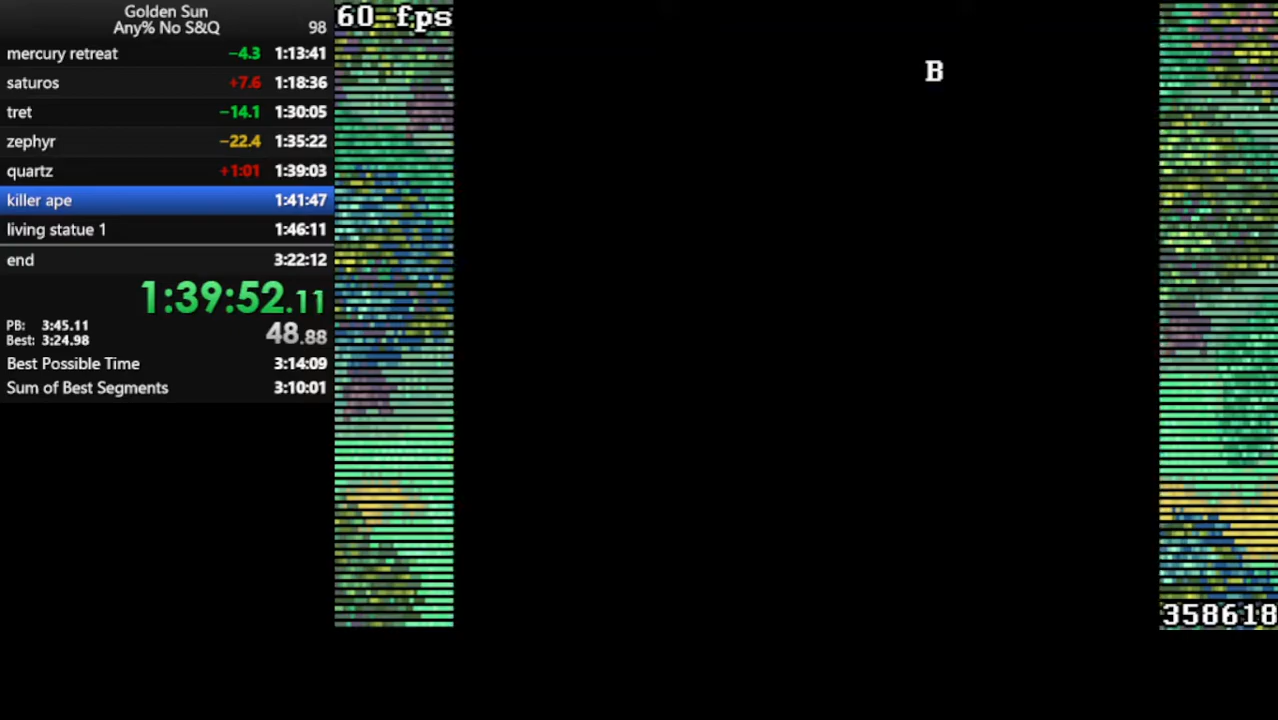 Golden Sun
Any% No S&Q 98
mercury retreat −4.3 1:13:41
saturos +7.6 1:18:36
tret −14.1 1:30:05
zephyr −22.4 1:35:22
quartz +1:01 1:39:03
killer ape 1:41:47
living statue 1 1:46:11
end 3:22:12
1:39:52.11
PB: 3:45.11
Best: 3:24.98
48.88
Best Possible Time 3:14:09
Sum of Best Segments 3:10:01
60 fps
B
358618